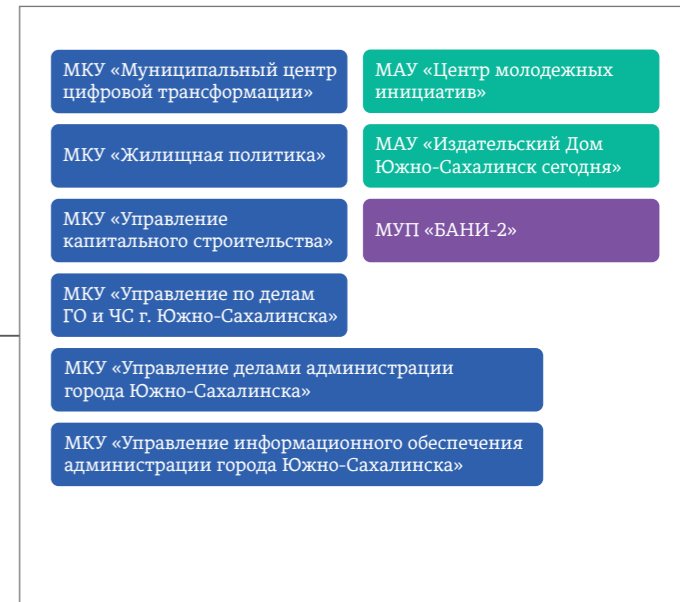 МКУ «Муниципальный центр
цифровой трансформации»
МАУ «Центр молодежных
инициатив»
МКУ «Жилищная политика»
МАУ «Издательский Дом
Южно-Сахалинск сегодня»
МКУ «Управление
капитального строительства»
МУП «БАНИ-2»
МКУ «Управление по делам
ГО и ЧС г. Южно-Сахалинска»
МКУ «Управление делами администрации
города Южно-Сахалинска»
МКУ «Управление информационного обеспечения
администрации города Южно-Сахалинска»